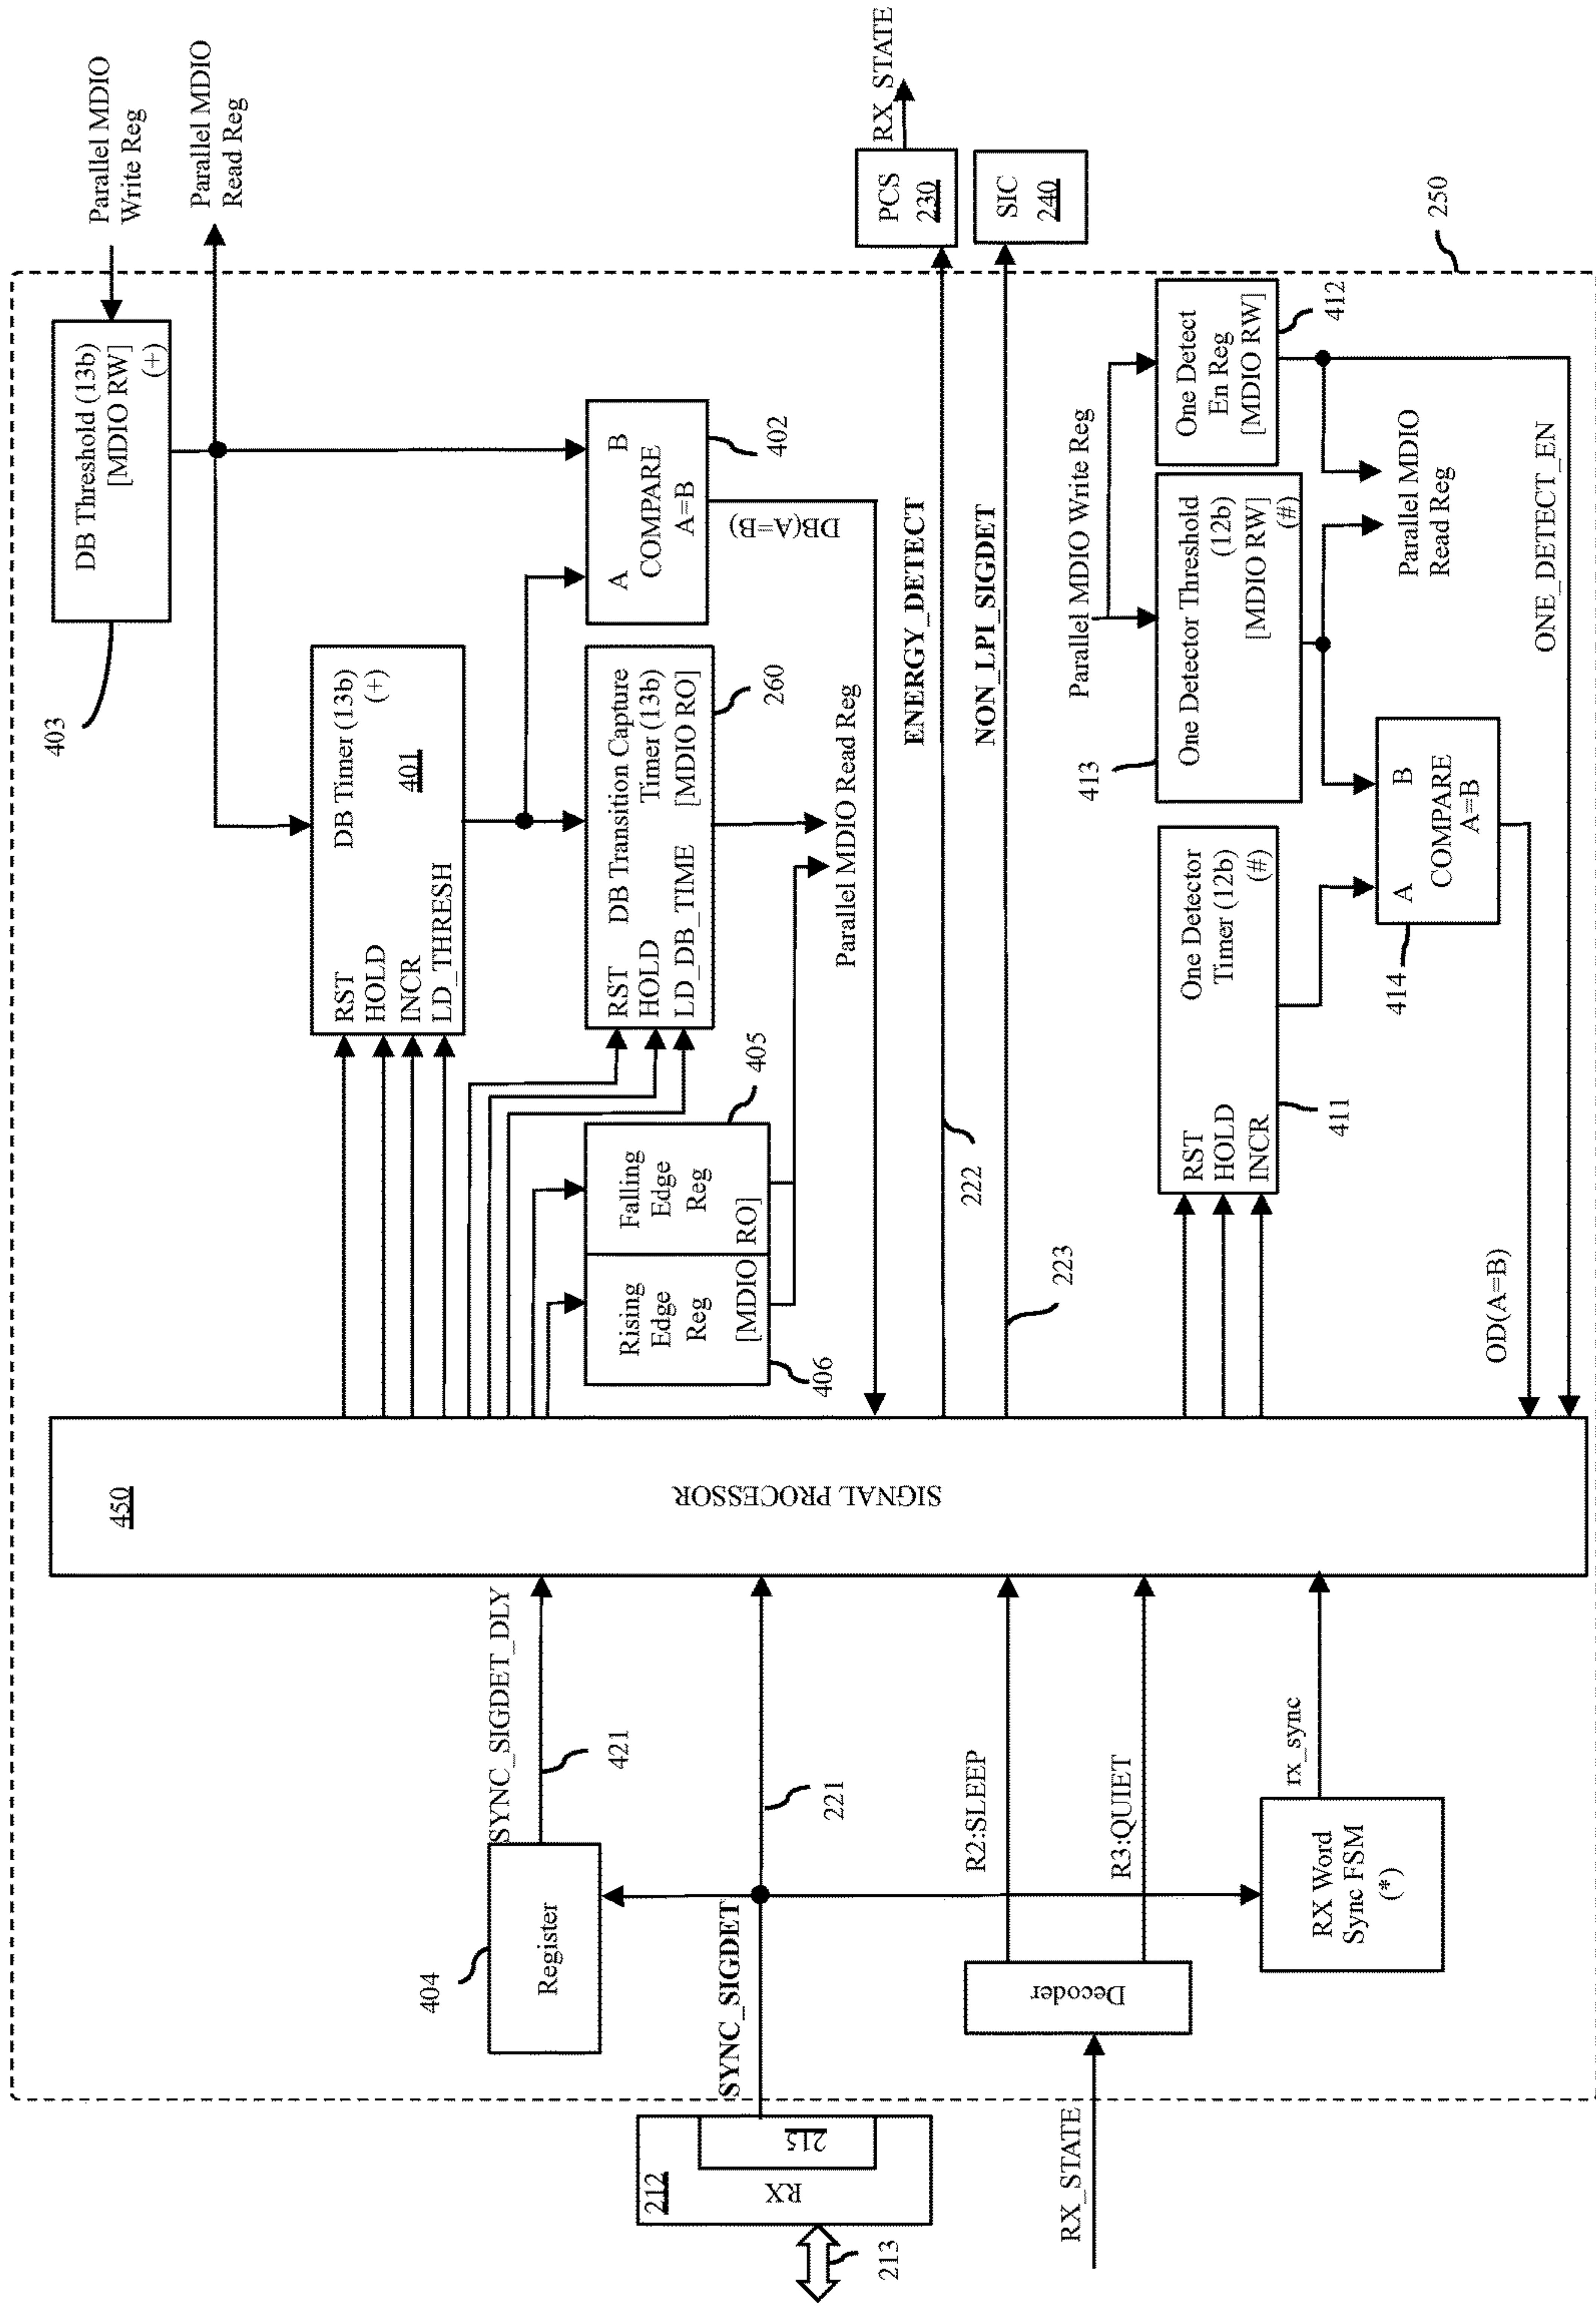 DB Threshold (13b)
[MDIO RW]
(+)
403
Parallel MDIO
Write Reg
Parallel MDIO
Read Reg
DB Timer (13b)
(+)
401
RST
HOLD
INCR
LD_THRESH
A
B
COMPARE
A=B
402
DB(A=B)
DB Transition Capture
Timer (13b)
[MDIO RO]
RST
HOLD
LD_DB_TIME
260
Parallel MDIO Read Reg
Rising
Edge
Reg
Falling
Edge
Reg
[MDIO
RO]
405
406
ENERGY_DETECT
222
NON_LPI_SIGDET
223
PCS
230
RX_STATE
SIC
240
250
Parallel MDIO Write Reg
One Detect
En Reg
[MDIO RW]
412
One Detector Threshold
(12b)
[MDIO RW]
(#)
413
Parallel MDIO
Read Reg
One Detector
Timer (12b)
(#)
RST
HOLD
INCR
411
A
B
COMPARE
A=B
414
OD(A=B)
ONE_DETECT_EN
450
SIGNAL PROCESSOR
SYNC_SIGDET_DLY
421
Register
404
SYNC_SIGDET
221
R2:SLEEP
R3:QUIET
Decoder
RX_STATE
RX Word
Sync FSM
(*)
rx_sync
212
215
RX
213